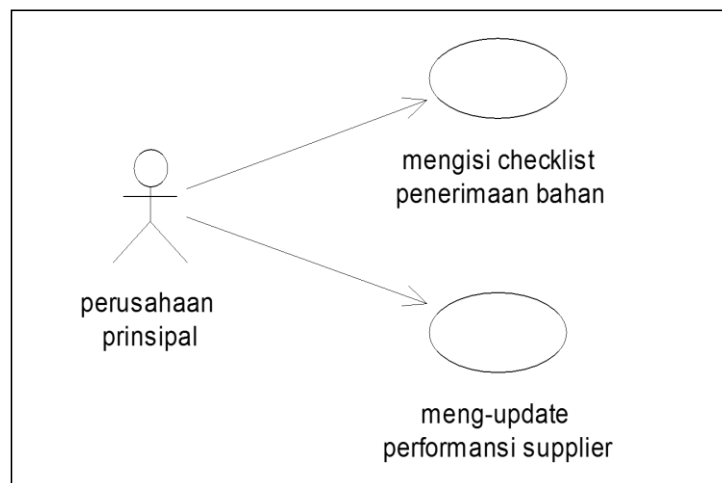 mengisi checklist
penerimaan bahan
perusahaan
prinsipal
meng-update
performansi supplier